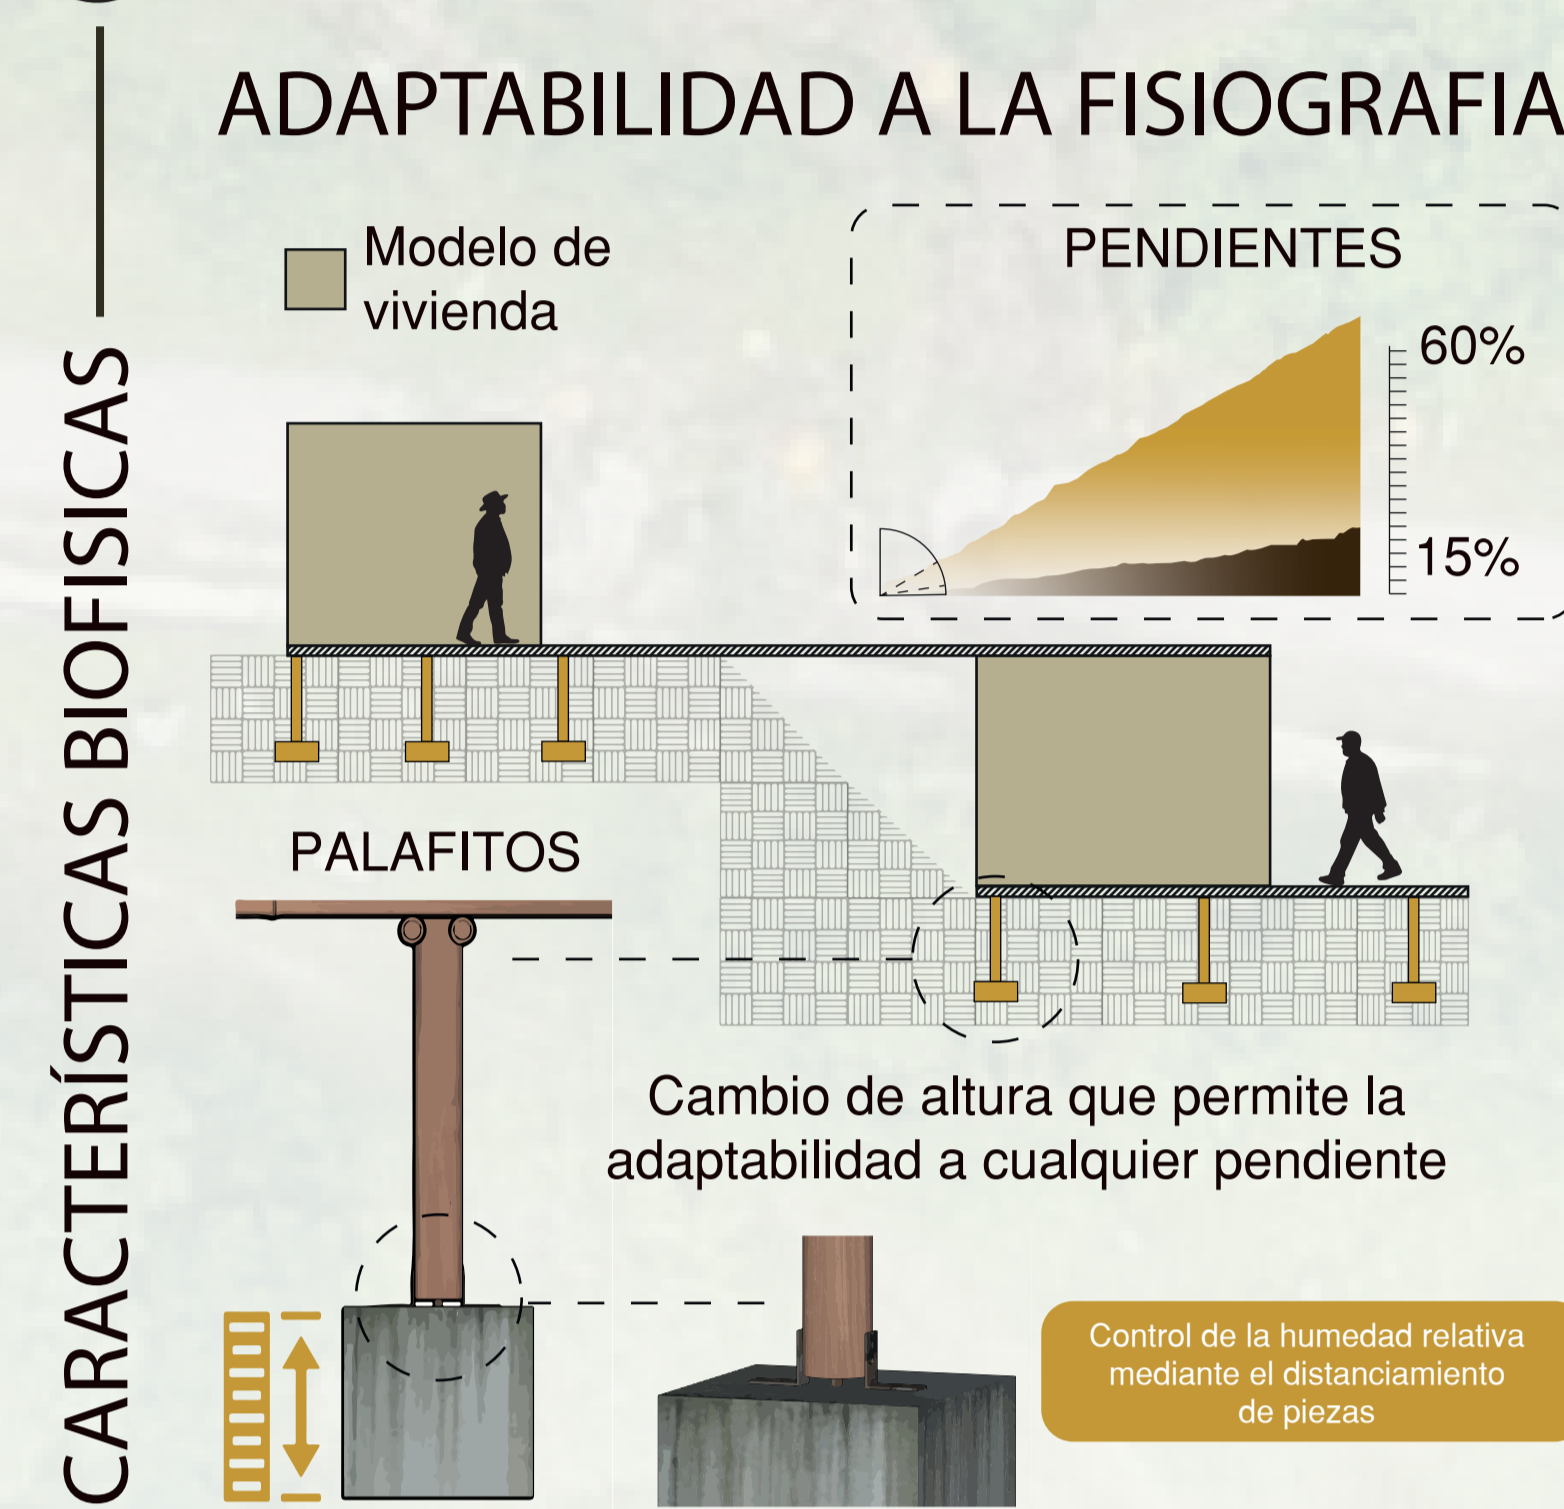 CARACTERÍSTICAS BIOFISICAS
ADAPTABILIDAD A LA FISIOGRAFIA
Modelo de
vivienda
PENDIENTES
60%
15%
PALAFITOS
Cambio de altura que permite la
adaptabilidad a cualquier pendiente
Control de la humedad relativa
mediante el distanciamiento
de piezas